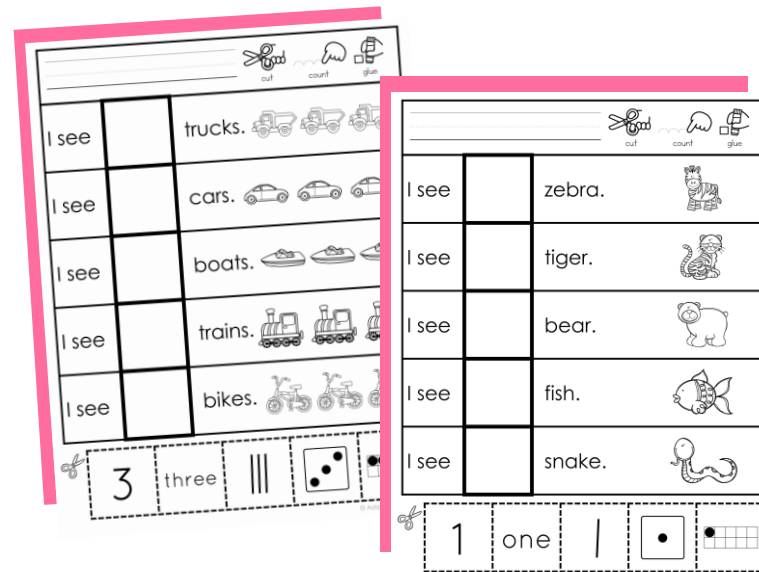 cut count glue
I see trucks.
I see cars.
I see boats.
I see trains.
I see bikes.
3 three
cut count glue
I see zebra.
I see tiger.
I see bear.
I see fish.
I see snake.
1 one